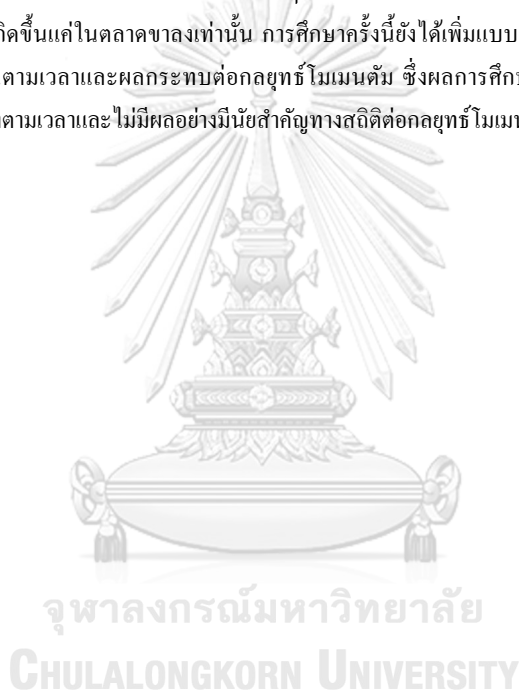 กิดขึ้นแค่ในตลาดขาลงเท่านั้น การศึกษาครั้งนี้ยังได้เพิ่มแบบ
ตามเวลาและผลกระทบต่อกลยุทธ์โมเมนตัม ซึ่งผลการศึกษ
ตามเวลาและไม่มีผลอย่างมีนัยสำคัญทางสถิติต่อกลยุทธ์โมเมน
จุฬาลงกรณ์มหาวิทยาลัย
CHULALONGKORN UNIVERSITY